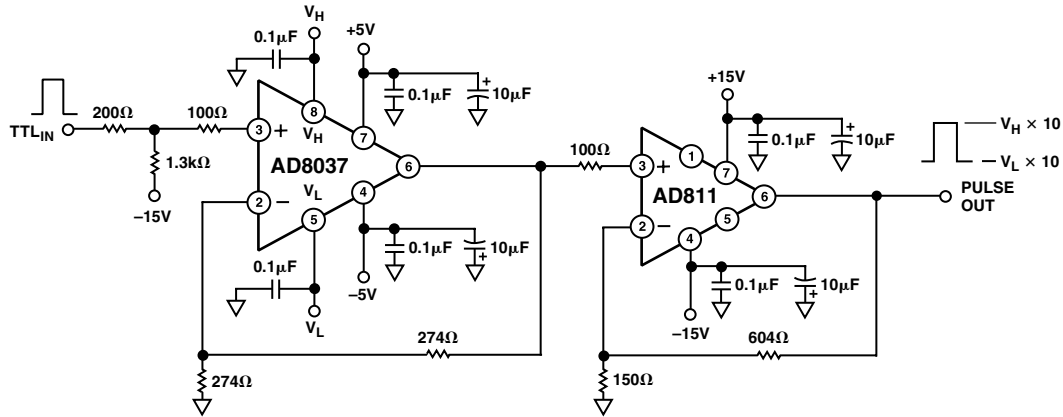 V_H
0.1µF
+5V
0.1µF
10µF
+
+15V
0.1µF
10µF
+
V_H × 10
V_L × 10
PULSE OUT
TTL_IN
200Ω
100Ω
1.3kΩ
–15V
3
+
2
–
8
V_H
7
AD8037
6
V_L
4
5
0.1µF
V_L
0.1µF
10µF
+
–5V
274Ω
274Ω
100Ω
3
+
1
7
AD811
6
2
–
5
4
0.1µF
10µF
+
–15V
604Ω
150Ω